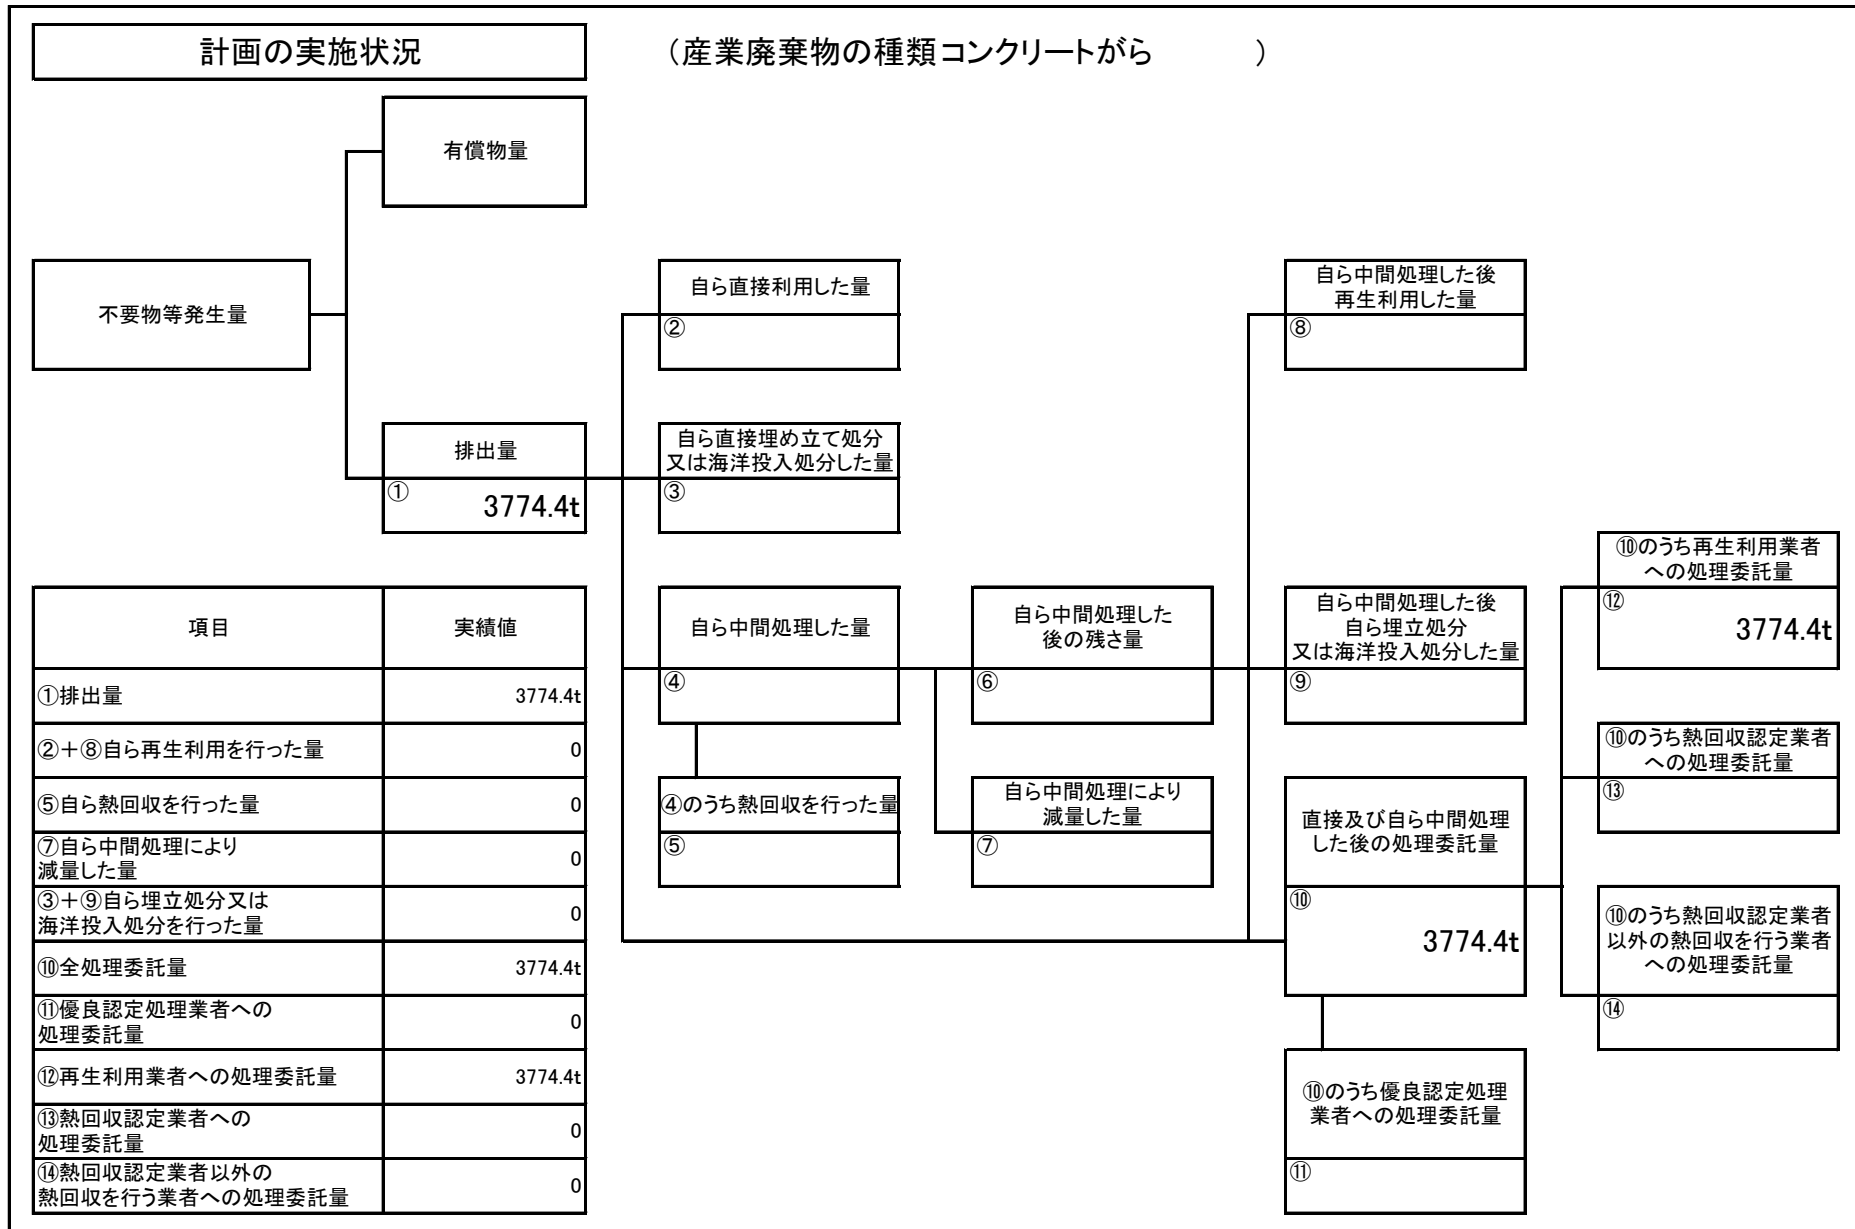 計画の実施状況
（産業廃棄物の種類コンクリートがら　　　）
有償物量
不要物等発生量
自ら直接利用した量
②
自ら中間処理した後
再生利用した量
⑧
排出量
① 3774.4t
自ら直接埋め立て処分
又は海洋投入処分した量
③
⑩のうち再生利用業者
への処理委託量
⑫
3774.4t
自ら中間処理した量
④
自ら中間処理した
後の残さ量
⑥
自ら中間処理した後
自ら埋立処分
又は海洋投入処分した量
⑨
⑩のうち熱回収認定業者
への処理委託量
⑬
④のうち熱回収を行った量
⑤
自ら中間処理により
減量した量
⑦
直接及び自ら中間処理
した後の処理委託量
⑩
3774.4t
⑩のうち熱回収認定業者
以外の熱回収を行う業者
への処理委託量
⑭
⑩のうち優良認定処理
業者への処理委託量
⑪
項目 実績値
①排出量 3774.4t
②＋⑧自ら再生利用を行った量 0
⑤自ら熱回収を行った量 0
⑦自ら中間処理により
減量した量 0
③＋⑨自ら埋立処分又は
海洋投入処分を行った量 0
⑩全処理委託量 3774.4t
⑪優良認定処理業者への
処理委託量 0
⑫再生利用業者への処理委託量 3774.4t
⑬熱回収認定業者への
処理委託量 0
⑭熱回収認定業者以外の
熱回収を行う業者への処理委託量 0